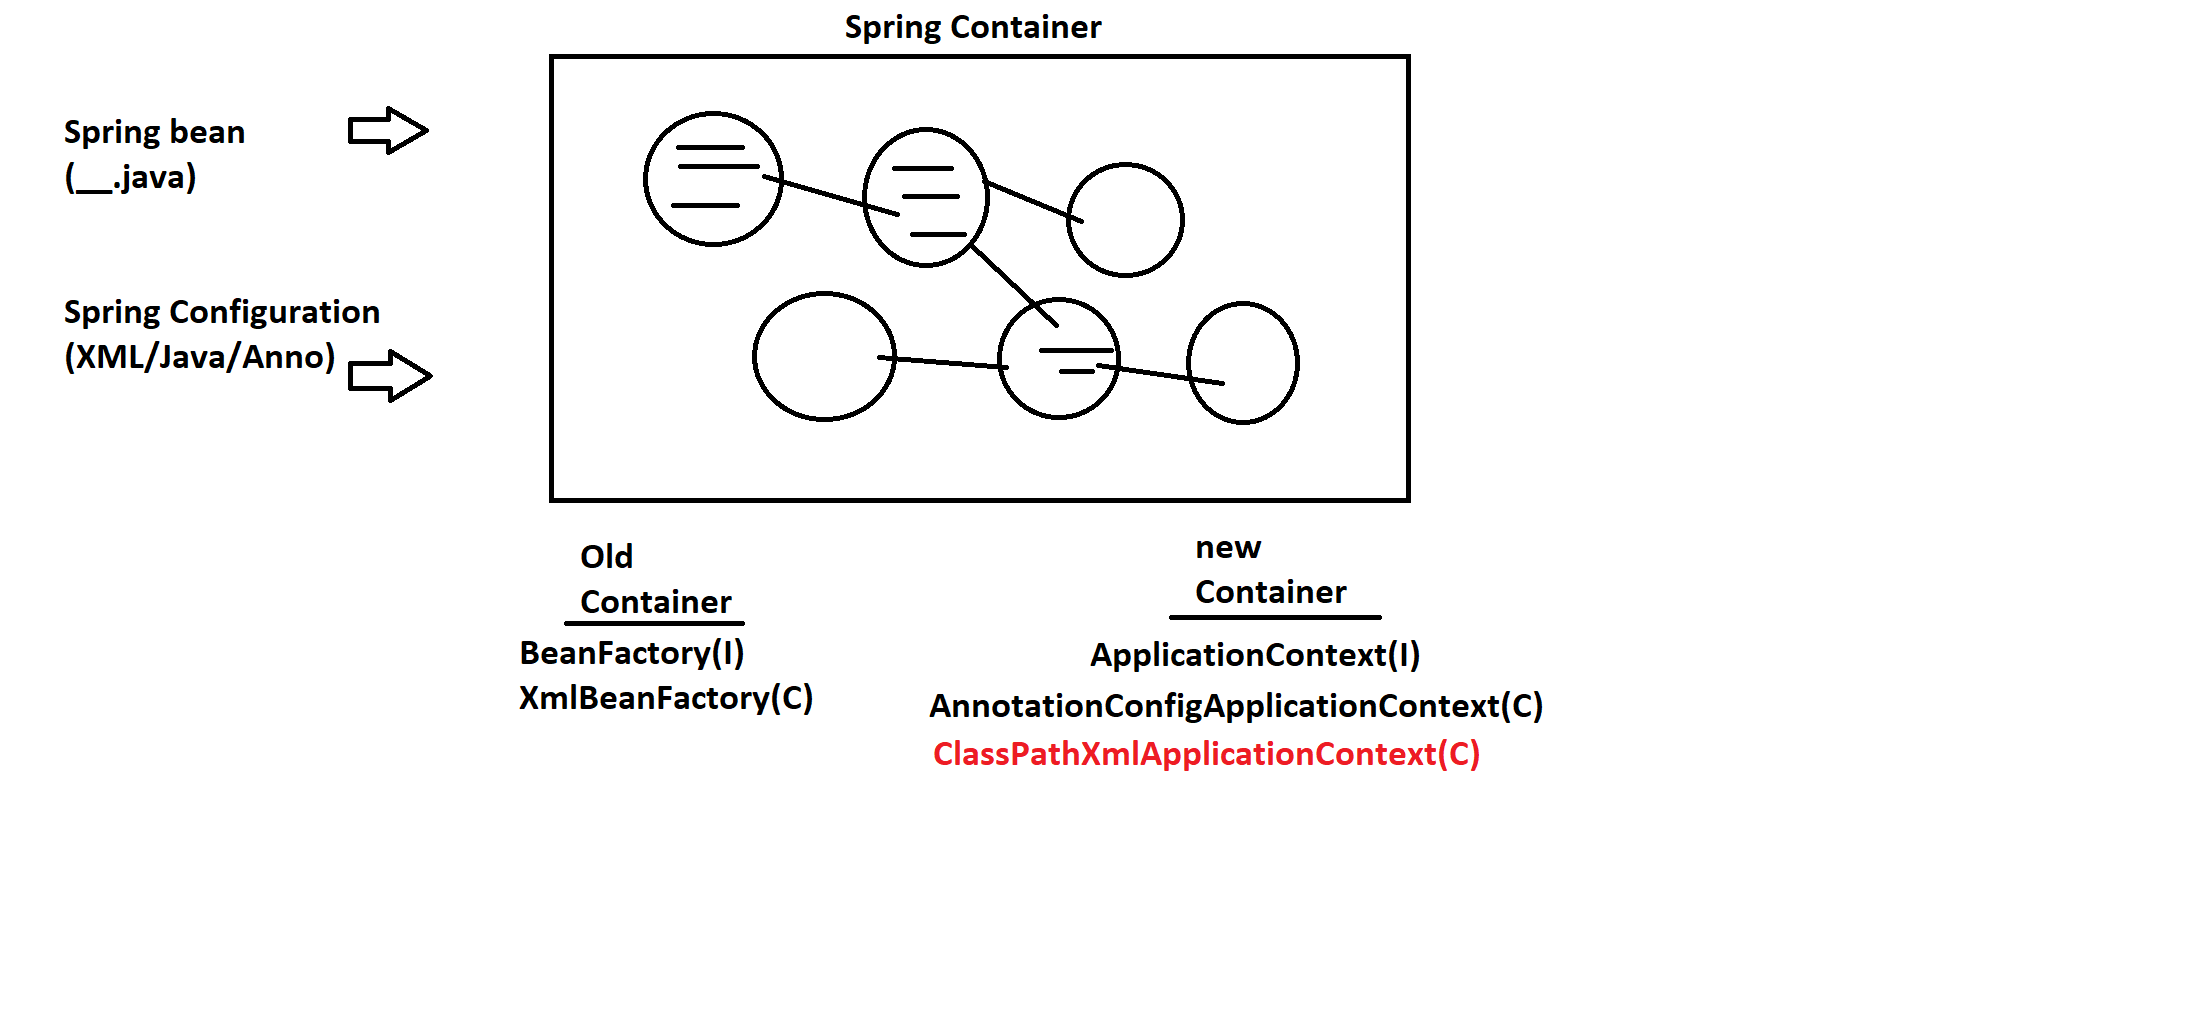 Spring Container
Spring bean
(__.java)
Spring Configuration
(XML/Java/Anno)
Old
Container
BeanFactory(I)
XmlBeanFactory(C)
new
Container
ApplicationContext(I)
AnnotationConfigApplicationContext(C)
ClassPathXmlApplicationContext(C)